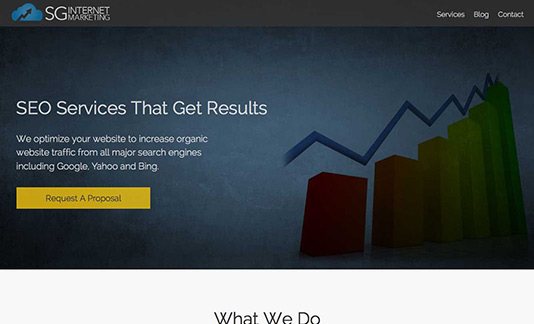 SG INTERNET
MARKETING
Services Blog Contact
SEO Services That Get Results
We optimize your website to increase organic
website traffic from all major search engines
including Google, Yahoo and Bing.
Request A Proposal
What We Do